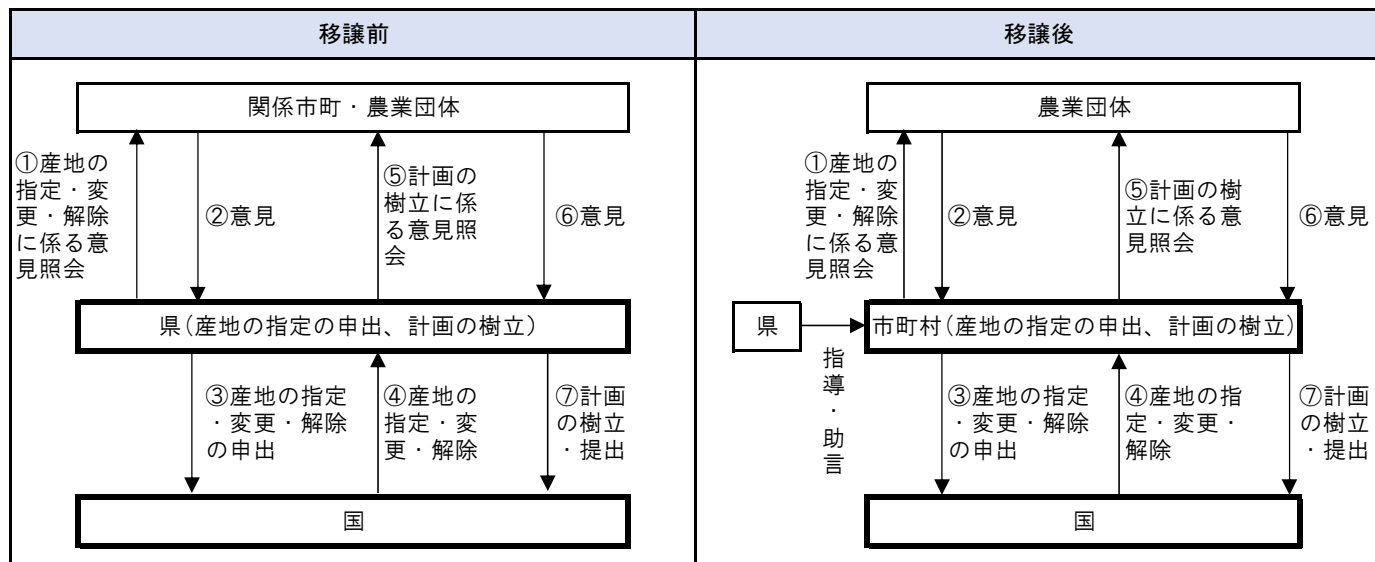 移譲前
関係市町・農業団体
①産地の
指定・変
更・解除
に係る意
見照会
②意見
⑤計画の
樹立に係
る意見照
会
⑥意見
県(産地の指定の申出、計画の樹立)
③産地の指定
・変更・解除
の申出
④産地の
指定・変
更・解除
⑦計画
の樹立
・提出
国
移譲後
農業団体
①産地の
指定・変
更・解除
に係る意
見照会
②意見
⑤計画の樹
立に係る意
見照会
⑥意見
県
指導・助言
市町村(産地の指定の申出、計画の樹立)
③産地の指定
・変更・解除
の申出
④産地の指
定・変更・
解除
⑦計画
の樹立
・提出
国